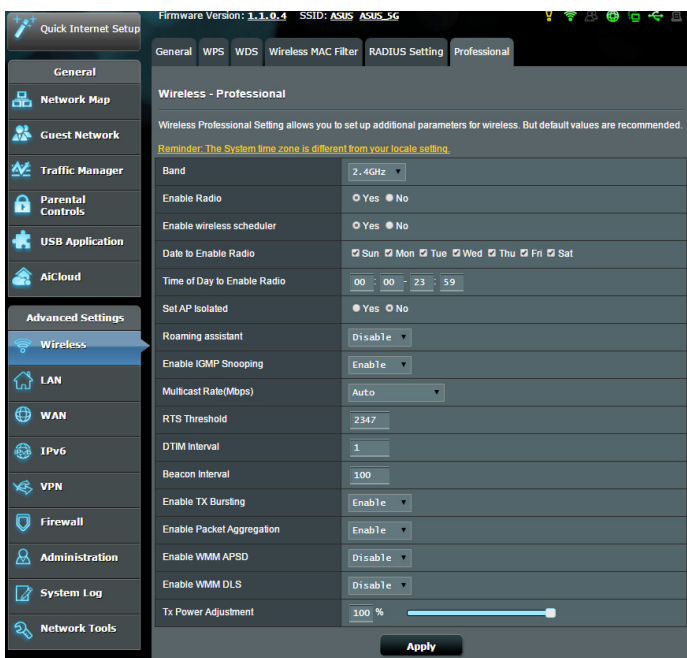 Quick Internet Setup
General
Network Map
Guest Network
Traffic Manager
Parental
Controls
USB Application
AiCloud
Advanced Settings
Wireless
LAN
WAN
IPv6
VPN
Firewall
Administration
System Log
Network Tools
Firmware Version: 1.1.0.4 SSID: ASUS ASUS_5G
General WPS WDS Wireless MAC Filter RADIUS Setting Professional
Wireless - Professional
Wireless Professional Setting allows you to set up additional parameters for wireless. But default values are recommended.
Reminder: The System time zone is different from your locale setting.
Band 2.4GHz
Enable Radio Yes No
Enable wireless scheduler Yes No
Date to Enable Radio Sun Mon Tue Wed Thu Fri Sat
Time of Day to Enable Radio 00 : 00 - 23 : 59
Set AP Isolated Yes No
Roaming assistant Disable
Enable IGMP Snooping Enable
Multicast Rate(Mbps) Auto
RTS Threshold 2347
DTIM Interval 1
Beacon Interval 100
Enable TX Bursting Enable
Enable Packet Aggregation Enable
Enable WMM APSD Disable
Enable WMM DLS Disable
Tx Power Adjustment 100 %
Apply